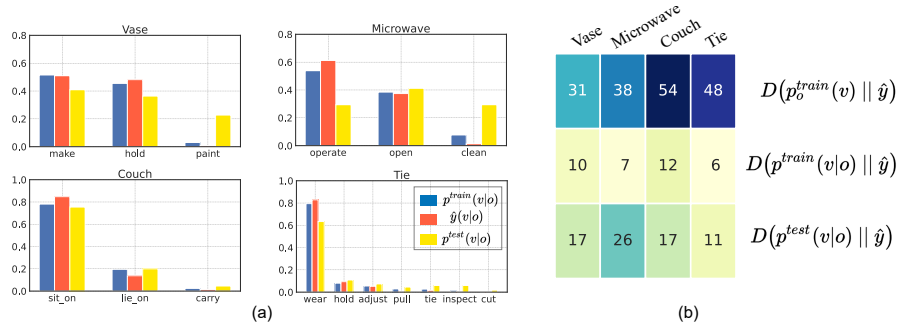 Vase
0.8
0.6
0.4
0.2
0.0
make hold paint
Microwave
0.8
0.6
0.4
0.2
0.0
operate open clean
Couch
1.0
0.8
0.6
0.4
0.2
0.0
sit_on lie_on carry
Tie
1.0
0.8
0.6
0.4
0.2
0.0
wear hold adjust pull tie inspect cut
p^{train}(v|o)
ŷ(v|o)
p^{test}(v|o)
(a)
Vase Microwave Couch Tie
31 38 54 48 D(p_o^{train}(v) || ŷ)
10 7 12 6 D(p^{train}(v|o) || ŷ)
17 26 17 11 D(p^{test}(v|o) || ŷ)
(b)